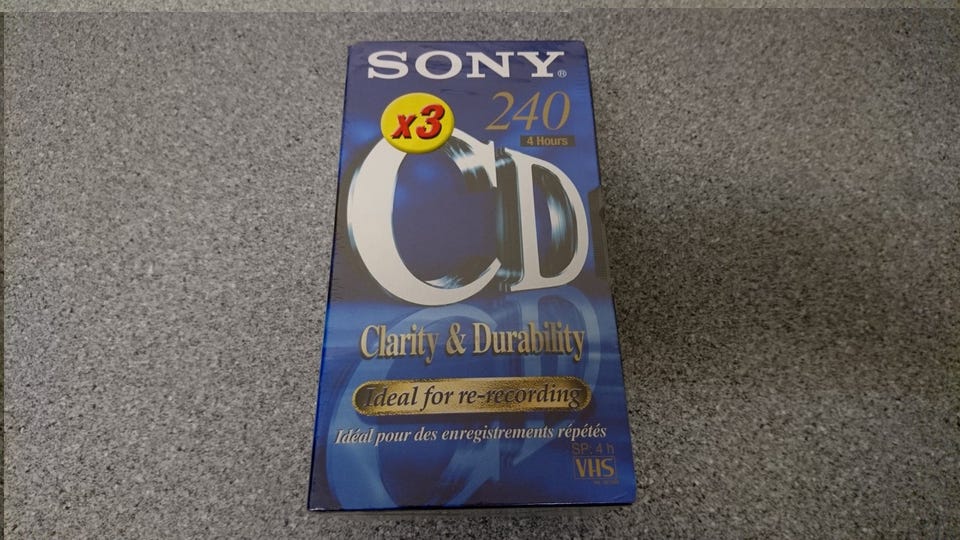 SONY®
x3
240
4 Hours
CD
Clarity & Durability
Ideal for re-recording
Idéal pour des enregistrements répétés
SP: 4 h
VHS